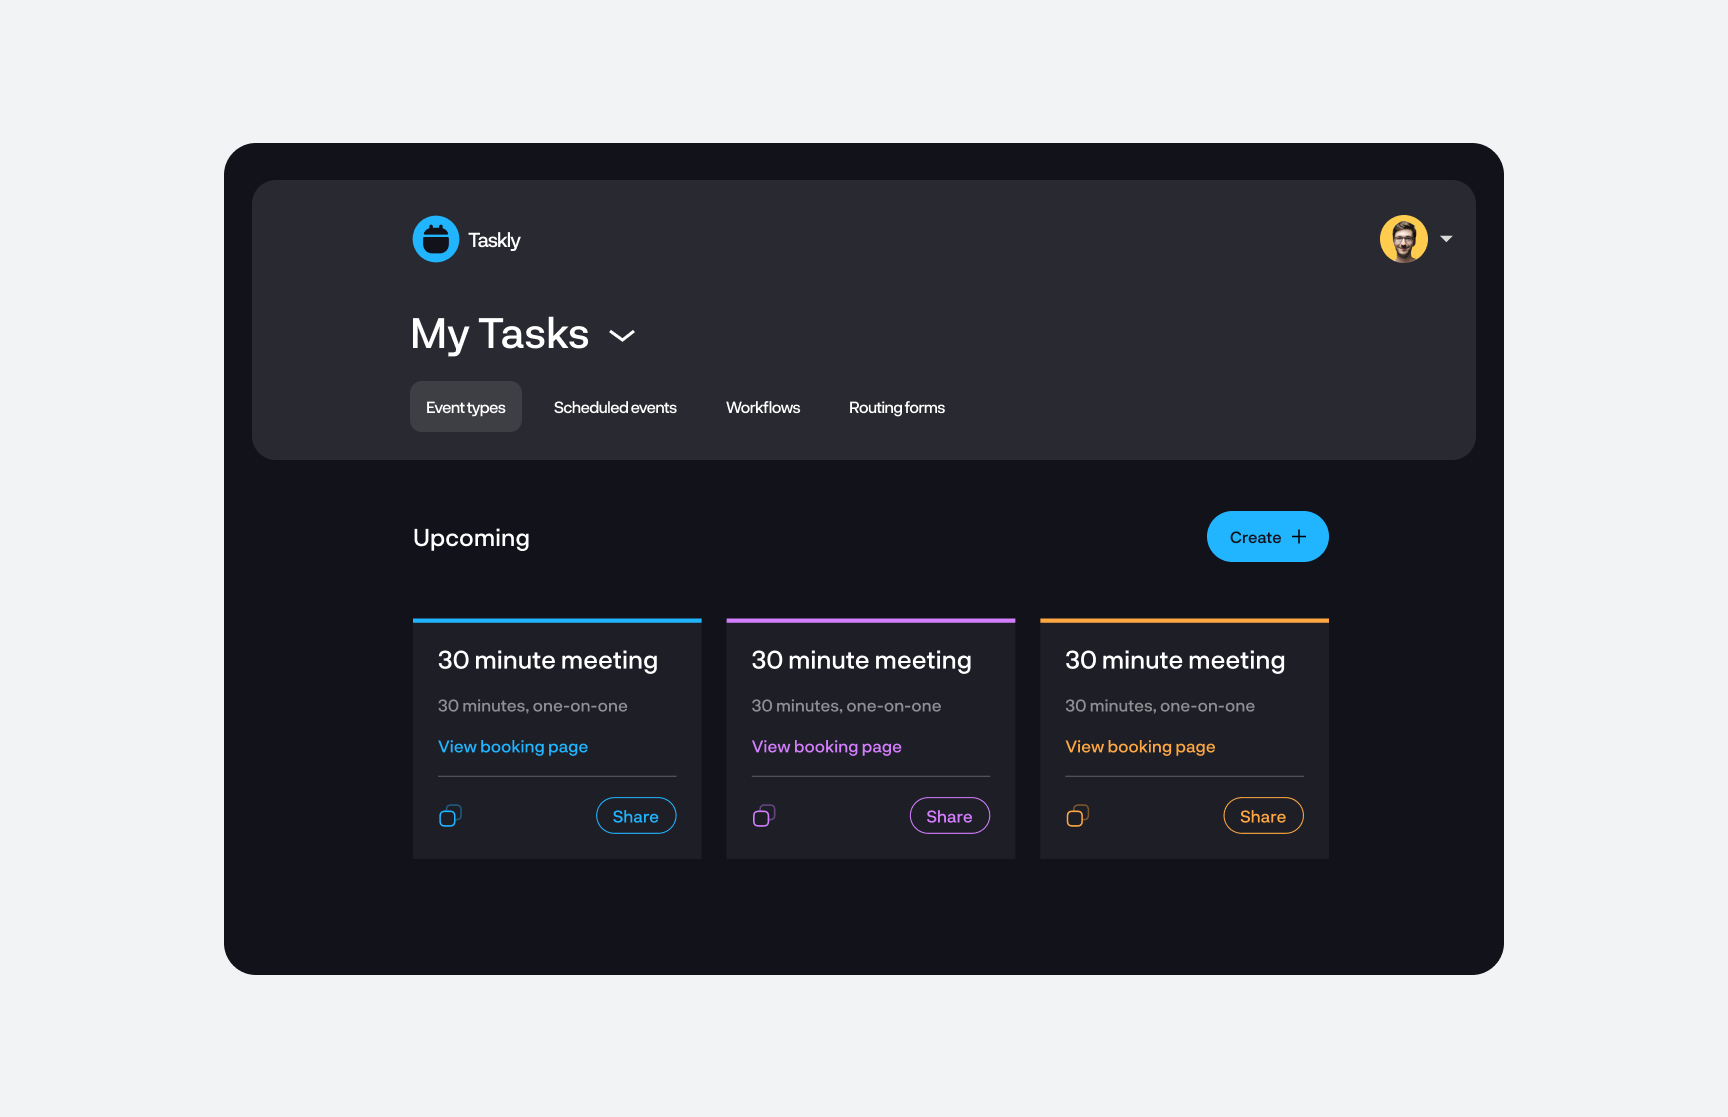 Taskly
My Tasks
Event types Scheduled events Workflows Routing forms
Upcoming
Create
30 minute meeting
30 minutes, one-on-one
View booking page
Share
30 minute meeting
30 minutes, one-on-one
View booking page
Share
30 minute meeting
30 minutes, one-on-one
View booking page
Share